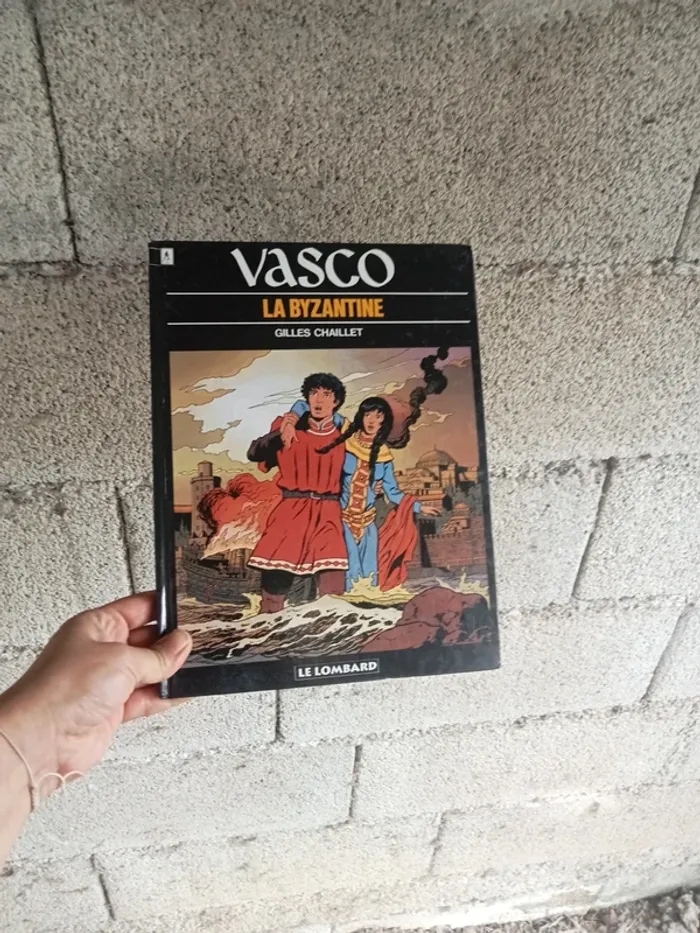 VASCO
LA BYZANTINE
GILLES CHAILLET
LE LOMBARD